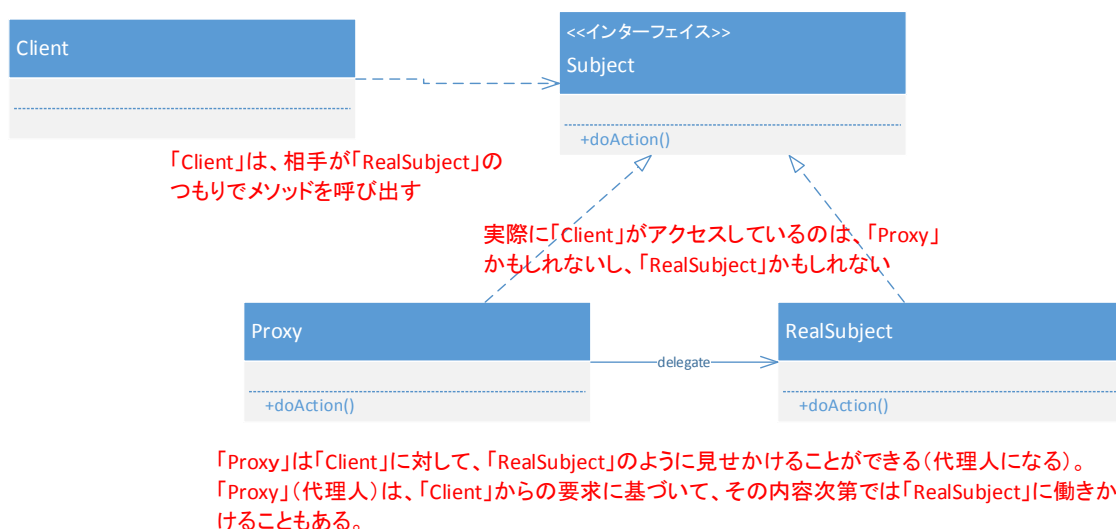 Client
<<インターフェイス>>
Subject
+doAction()
「Client」は、相手が「RealSubject」の
つもりでメソッドを呼び出す
実際に「Client」がアクセスしているのは、「Proxy」
かもしれないし、「RealSubject」かもしれない
Proxy
+doAction()
delegate
RealSubject
+doAction()
「Proxy」は「Client」に対して、「RealSubject」のように見せかけることができる（代理人になる）。
「Proxy」（代理人）は、「Client」からの要求に基づいて、その内容次第では「RealSubject」に働きか
けることもある。